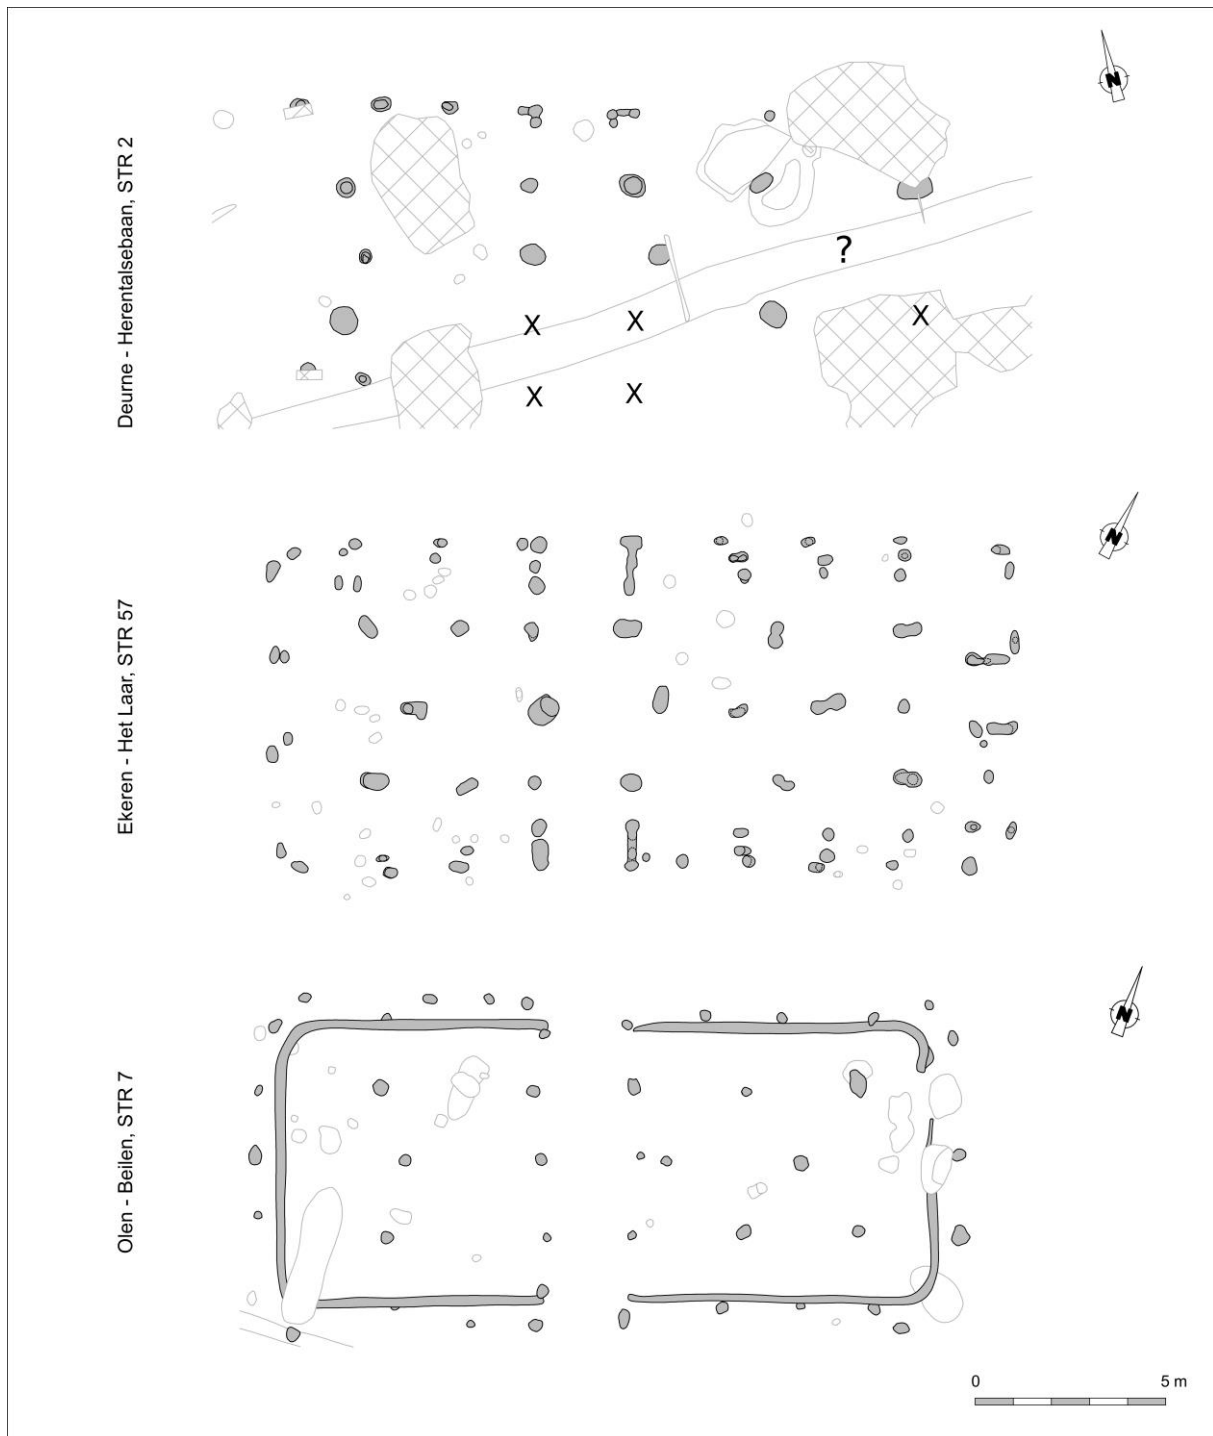 Deurne - Herentalsebaan, STR 2
N
?
X
X
X
X
X
Ekeren - Het Laar, STR 57
N
Olen - Beilen, STR 7
N
0 5 m